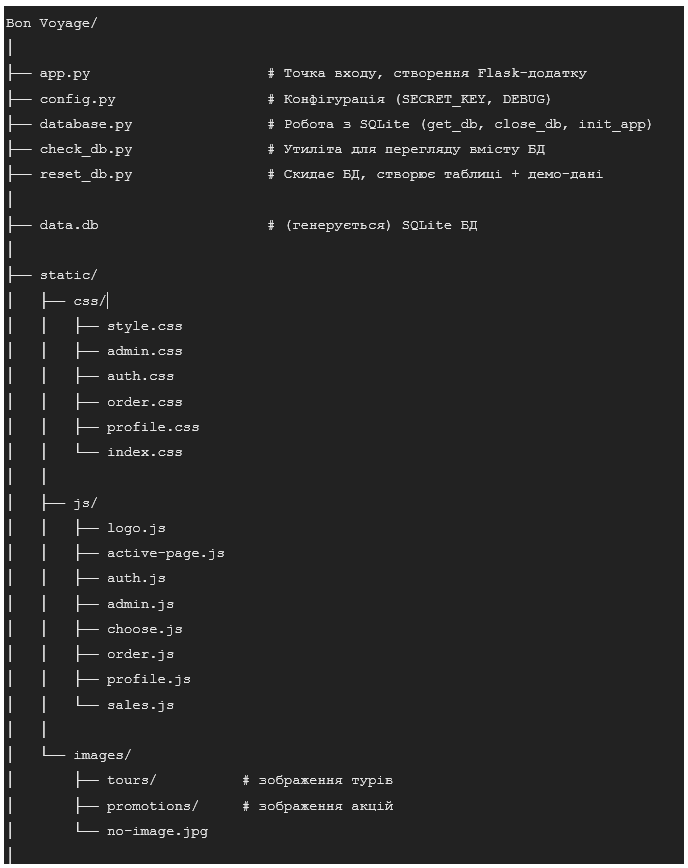 Bon Voyage/
│
├── app.py                    # Точка входу, створення Flask-додатку
├── config.py                 # Конфігурація (SECRET_KEY, DEBUG)
├── database.py               # Робота з SQLite (get_db, close_db, init_app)
├── check_db.py               # Утиліта для перегляду вмісту БД
├── reset_db.py               # Скидає БД, створює таблиці + демо-дані
│
├── data.db                   # (генерується) SQLite БД
│
├── static/
│   ├── css/
│   │   ├── style.css
│   │   ├── admin.css
│   │   ├── auth.css
│   │   ├── order.css
│   │   ├── profile.css
│   │   └── index.css
│   │
│   ├── js/
│   │   ├── logo.js
│   │   ├── active-page.js
│   │   ├── auth.js
│   │   ├── admin.js
│   │   ├── choose.js
│   │   ├── order.js
│   │   ├── profile.js
│   │   └── sales.js
│   │
│   └── images/
│       ├── tours/          # зображення турів
│       ├── promotions/     # зображення акцій
│       └── no-image.jpg
│